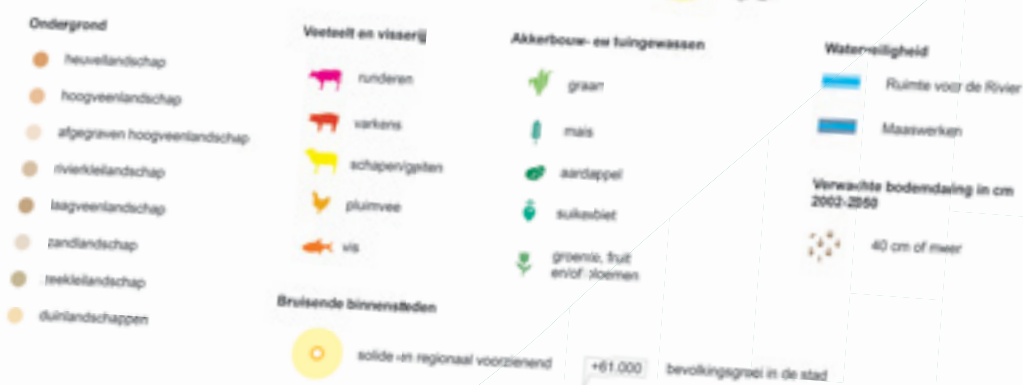 Ondergrond
heuvellandschap
hoogveenlandschap
afgegraven hoogveenlandschap
rivierkleilandschap
laagveenlandschap
zandlandschap
zeekleilandschap
duinlandschappen
Veeteelt en visserij
runderen
varkens
schapen/geiten
pluimvee
vis
Akkerbouw- en tuingewassen
graan
mais
aardappel
suikerbiet
groente, fruit
en/of bloemen
Waterveiligheid
Ruimte voor de Rivier
Maaswerken
Verwachte bodemdaling in cm
2002-2050
40 cm of meer
Bruisende binnensteden
solide en regionaal voorzienend
+61.000 bevolkingsgroei in de stad